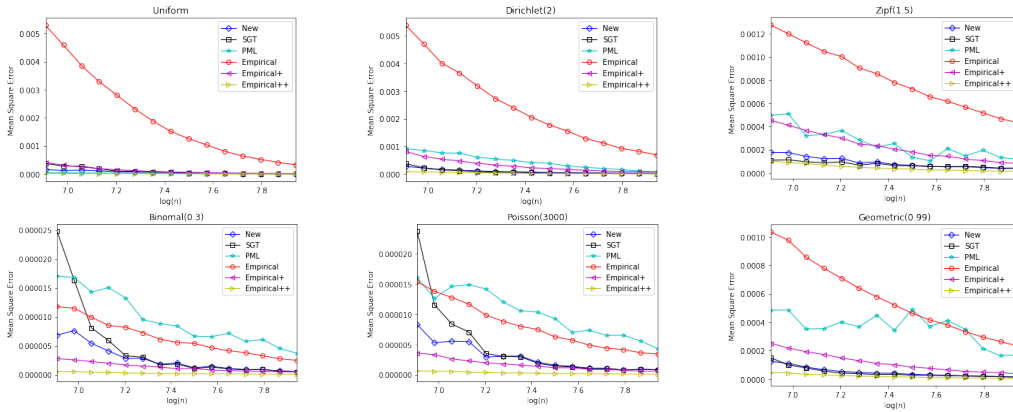 Uniform
Mean Square Error
0.005
0.004
0.003
0.002
0.001
0.000
New
SGT
PML
Empirical
Empirical+
Empirical++
7.0 7.2 7.4 7.6 7.8
log(n)
Dirichlet(2)
Mean Square Error
0.005
0.004
0.003
0.002
0.001
0.000
New
SGT
PML
Empirical
Empirical+
Empirical++
7.0 7.2 7.4 7.6 7.8
log(n)
Zipf(1.5)
Mean Square Error
0.0012
0.0010
0.0008
0.0006
0.0004
0.0002
0.0000
New
SGT
PML
Empirical
Empirical+
Empirical++
7.0 7.2 7.4 7.6 7.8
log(n)
Binomal(0.3)
Mean Square Error
0.000025
0.000020
0.000015
0.000010
0.000005
0.000000
New
SGT
PML
Empirical
Empirical+
Empirical++
7.0 7.2 7.4 7.6 7.8
log(n)
Poisson(3000)
Mean Square Error
0.000020
0.000015
0.000010
0.000005
0.000000
New
SGT
PML
Empirical
Empirical+
Empirical++
7.0 7.2 7.4 7.6 7.8
log(n)
Geometric(0.99)
Mean Square Error
0.0010
0.0008
0.0006
0.0004
0.0002
0.0000
New
SGT
PML
Empirical
Empirical+
Empirical++
7.0 7.2 7.4 7.6 7.8
log(n)